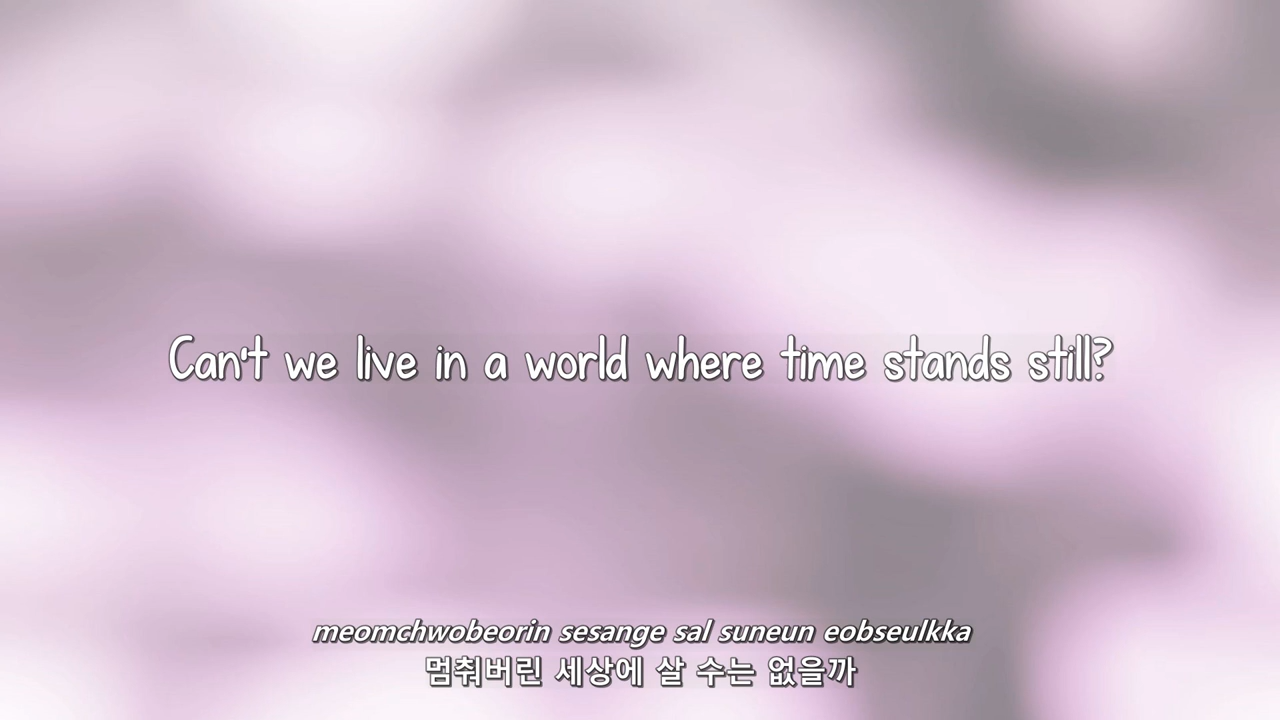 Can't we live in a world where time stands still?
meomchwobeorin sesange sal suneun eobseulkka
멈춰버린 세상에 살 수는 없을까